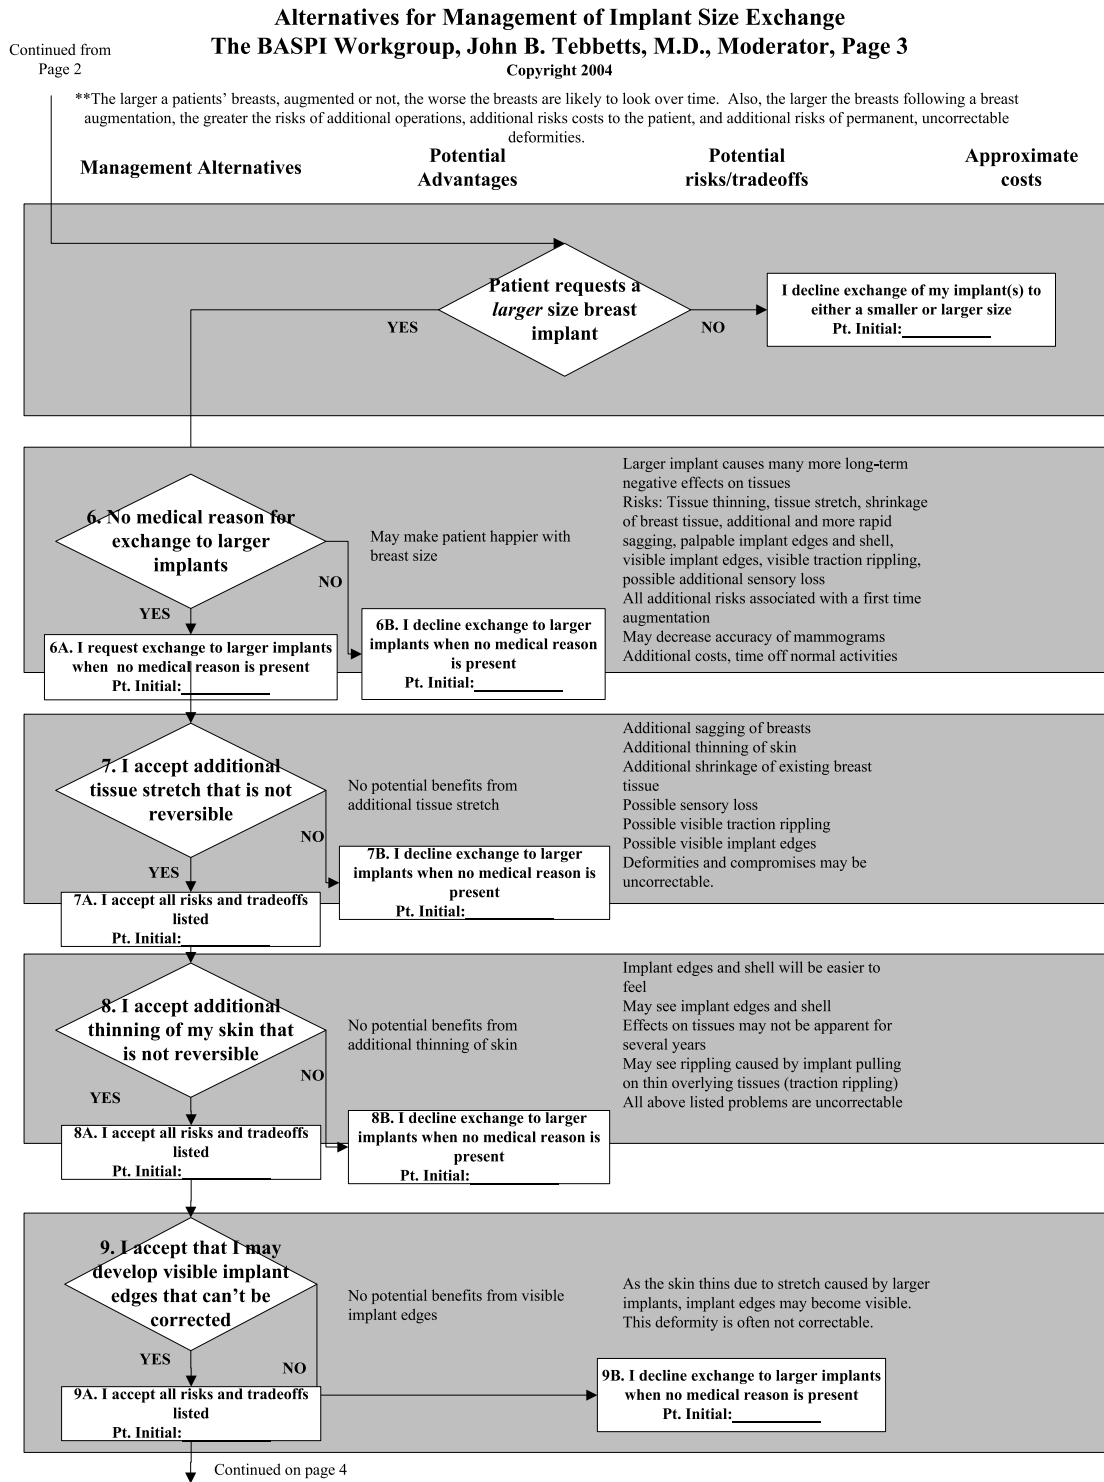 Alternatives for Management of Implant Size Exchange
The BASPI Workgroup, John B. Tebbetts, M.D., Moderator, Page 3
Copyright 2004
Continued from
Page 2
**The larger a patients' breasts, augmented or not, the worse the breasts are likely to look over time. Also, the larger the breasts following a breast
augmentation, the greater the risks of additional operations, additional risks costs to the patient, and additional risks of permanent, uncorrectable
deformities.
Management Alternatives
Potential
Advantages
Potential
risks/tradeoffs
Approximate
costs
Patient requests a
larger size breast
implant
YES
NO
I decline exchange of my implant(s) to
either a smaller or larger size
Pt. Initial:___________
6. No medical reason for
exchange to larger
implants
YES
NO
May make patient happier with
breast size
Larger implant causes many more long-term
negative effects on tissues
Risks: Tissue thinning, tissue stretch, shrinkage
of breast tissue, additional and more rapid
sagging, palpable implant edges and shell,
visible implant edges, visible traction rippling,
possible additional sensory loss
All additional risks associated with a first time
augmentation
May decrease accuracy of mammograms
Additional costs, time off normal activities
6A. I request exchange to larger implants
when no medical reason is present
Pt. Initial:___________
6B. I decline exchange to larger
implants when no medical reason
is present
Pt. Initial:___________
7. I accept additional
tissue stretch that is not
reversible
YES
NO
No potential benefits from
additional tissue stretch
Additional sagging of breasts
Additional thinning of skin
Additional shrinkage of existing breast
tissue
Possible sensory loss
Possible visible traction rippling
Possible visible implant edges
Deformities and compromises may be
uncorrectable.
7A. I accept all risks and tradeoffs
listed
Pt. Initial:___________
7B. I decline exchange to larger
implants when no medical reason is
present
Pt. Initial:___________
8. I accept additional
thinning of my skin that
is not reversible
YES
NO
No potential benefits from
additional thinning of skin
Implant edges and shell will be easier to
feel
May see implant edges and shell
Effects on tissues may not be apparent for
several years
May see rippling caused by implant pulling
on thin overlying tissues (traction rippling)
All above listed problems are uncorrectable
8A. I accept all risks and tradeoffs
listed
Pt. Initial:___________
8B. I decline exchange to larger
implants when no medical reason is
present
Pt. Initial:___________
9. I accept that I may
develop visible implant
edges that can't be
corrected
YES
NO
No potential benefits from visible
implant edges
As the skin thins due to stretch caused by larger
implants, implant edges may become visible.
This deformity is often not correctable.
9A. I accept all risks and tradeoffs
listed
Pt. Initial:___________
9B. I decline exchange to larger implants
when no medical reason is present
Pt. Initial:___________
Continued on page 4